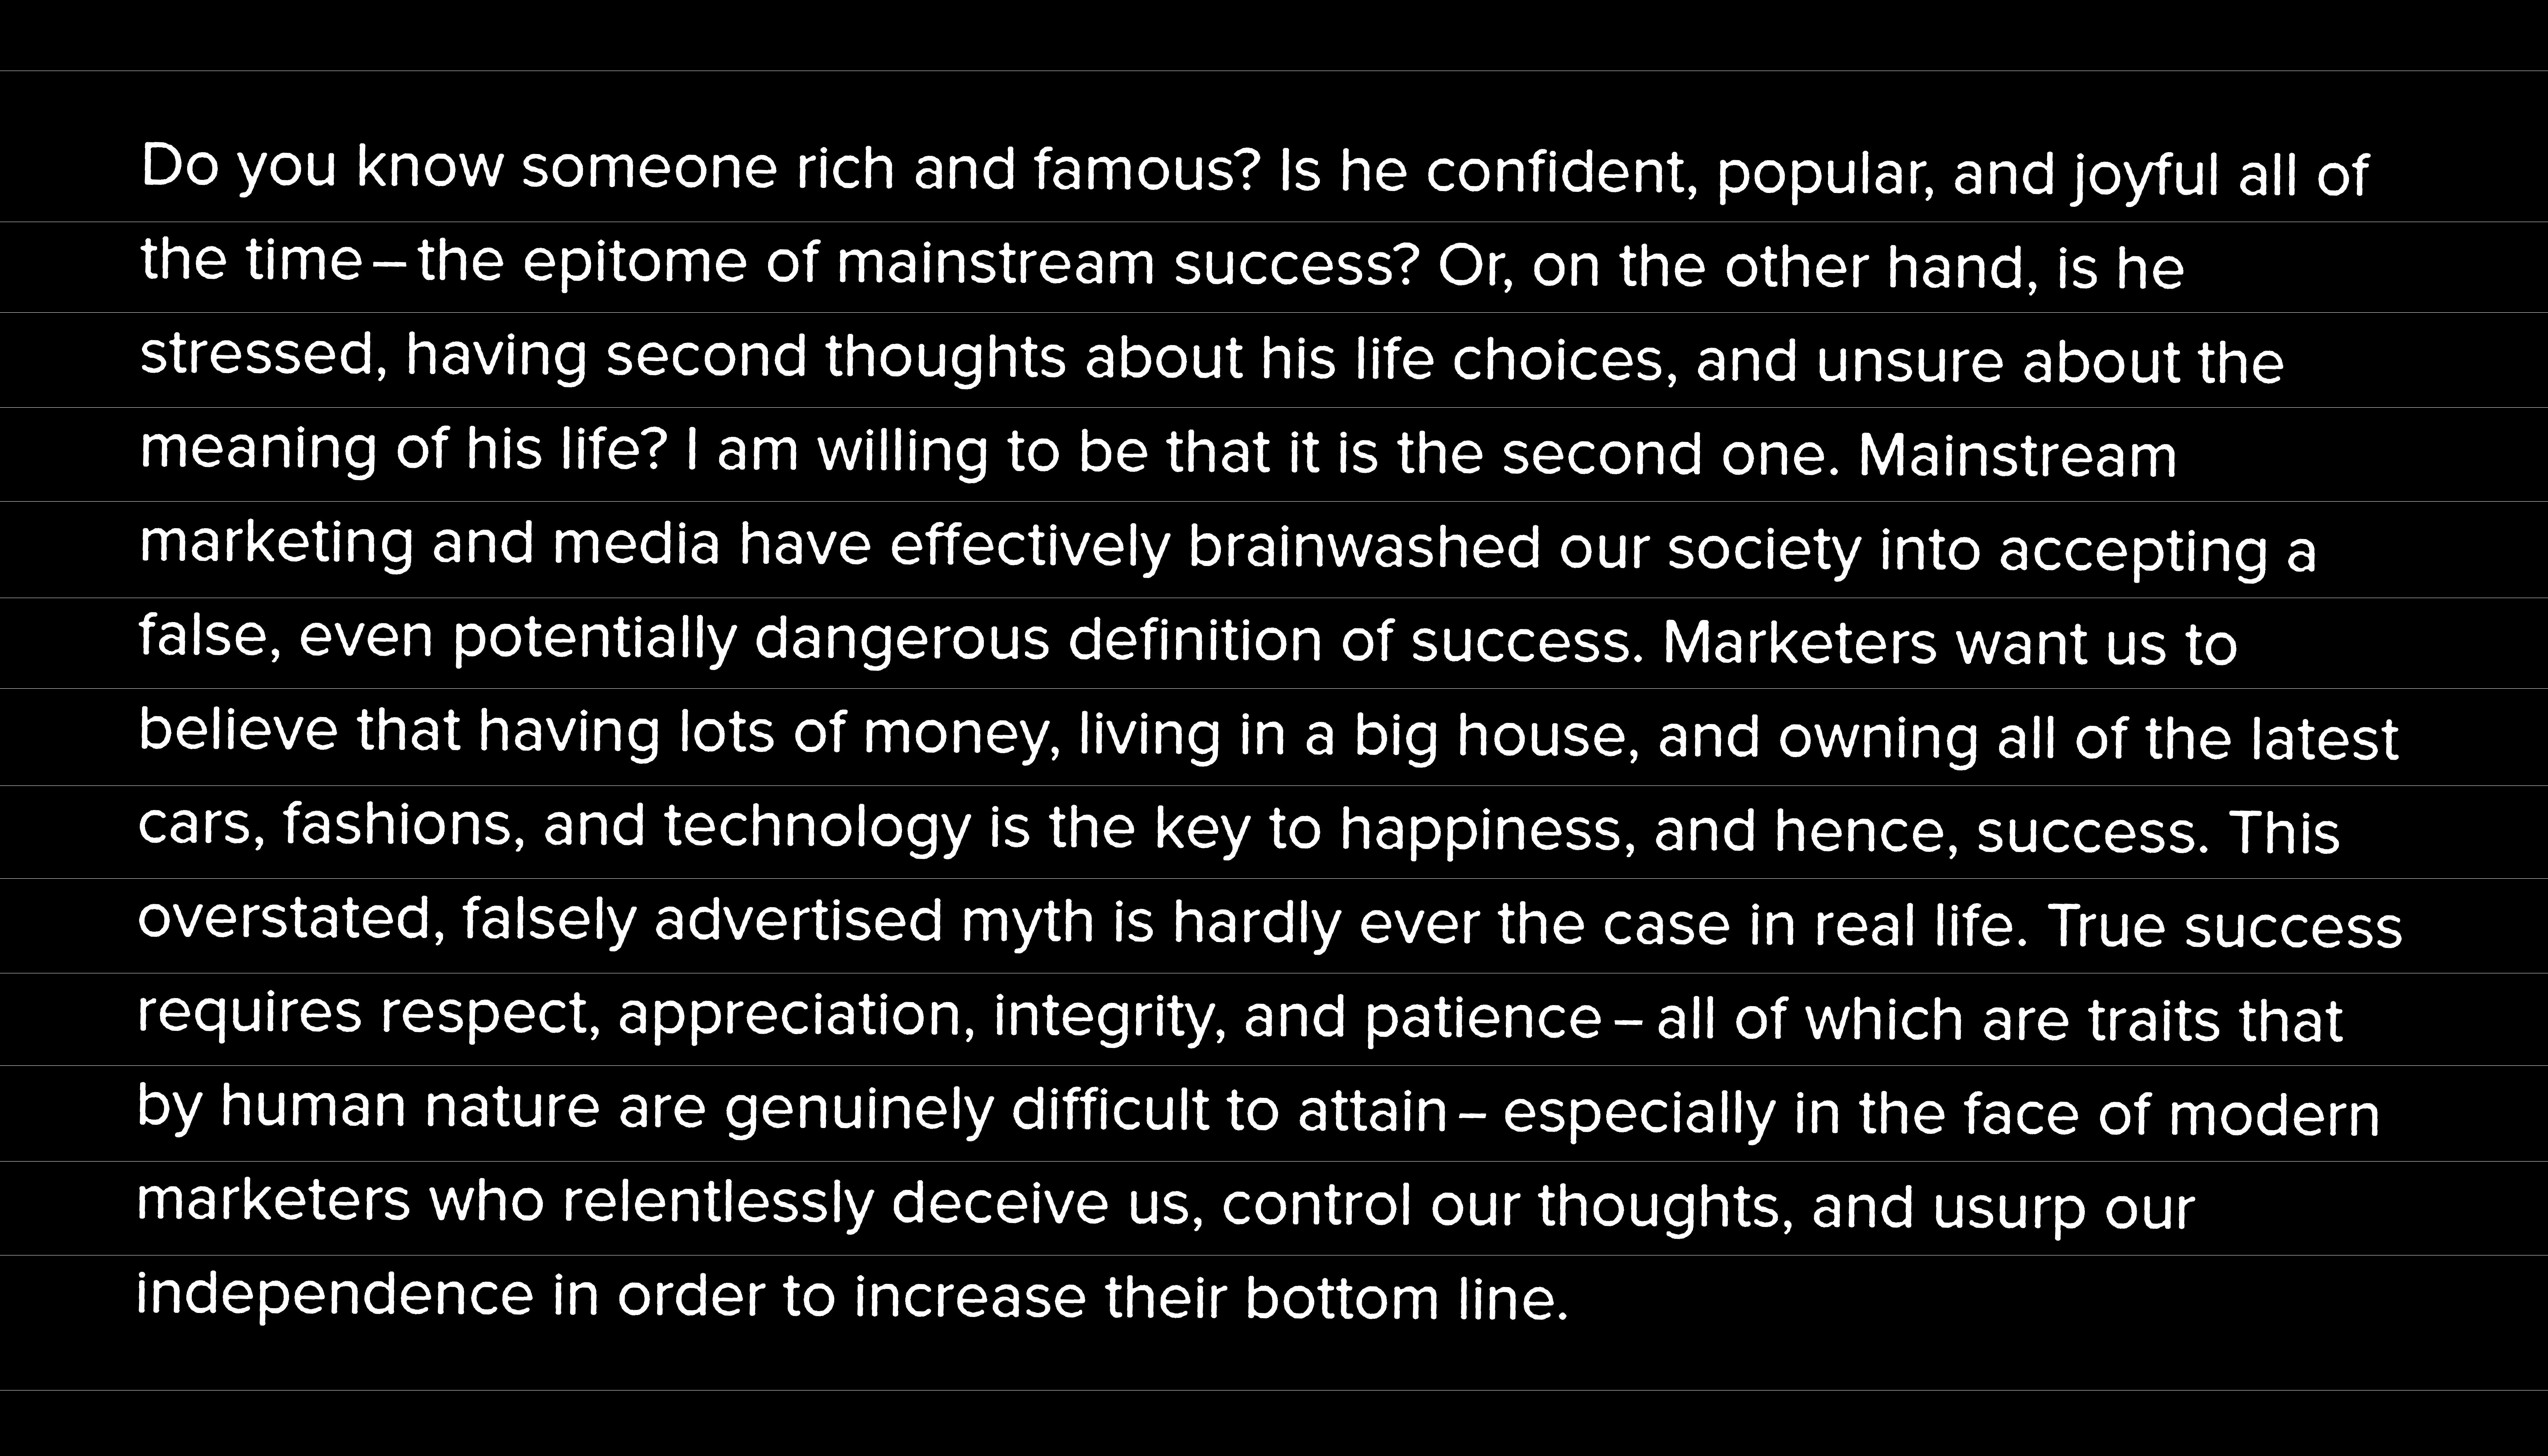 Do you know someone rich and famous? Is he confident, popular, and joyful all of
the time – the epitome of mainstream success? Or, on the other hand, is he
stressed, having second thoughts about his life choices, and unsure about the
meaning of his life? I am willing to be that it is the second one. Mainstream
marketing and media have effectively brainwashed our society into accepting a
false, even potentially dangerous definition of success. Marketers want us to
believe that having lots of money, living in a big house, and owning all of the latest
cars, fashions, and technology is the key to happiness, and hence, success. This
overstated, falsely advertised myth is hardly ever the case in real life. True success
requires respect, appreciation, integrity, and patience – all of which are traits that
by human nature are genuinely difficult to attain – especially in the face of modern
marketers who relentlessly deceive us, control our thoughts, and usurp our
independence in order to increase their bottom line.